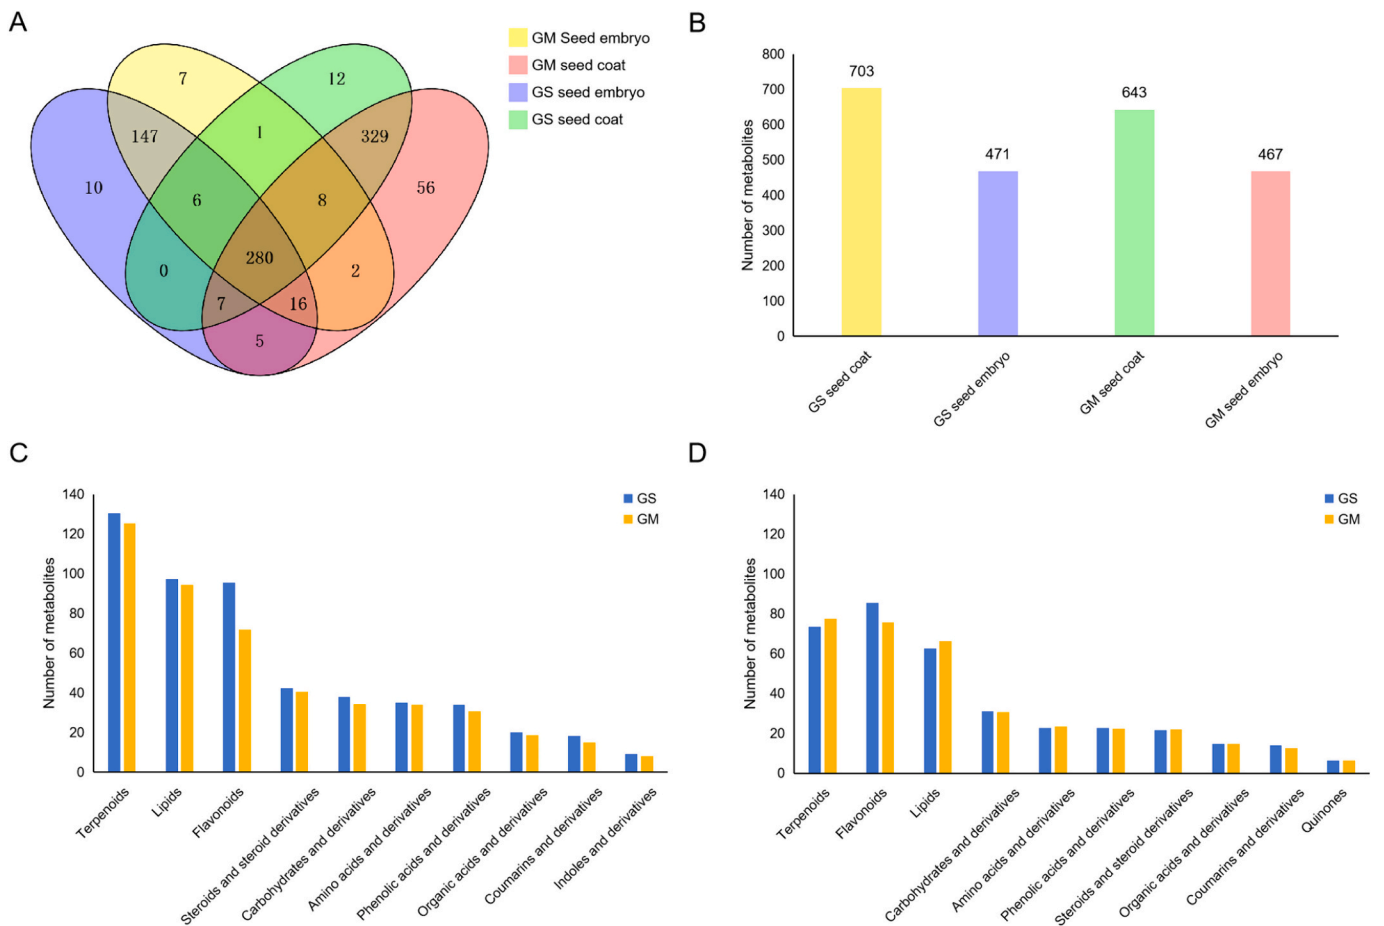 A
GM Seed embryo
GM seed coat
GS seed embryo
GS seed coat
7
12
147
1
329
10
6
8
56
0
280
2
7
16
5
B
Number of metabolites
800
700
600
500
400
300
200
100
0
703
471
643
467
GS seed coat
GS seed embryo
GM seed coat
GM seed embryo
C
Number of metabolites
140
120
100
80
60
40
20
0
GS
GM
Terpenoids
Lipids
Flavonoids
Steroids and steroid derivatives
Carbohydrates and derivatives
Amino acids and derivatives
Phenolic acids and derivatives
Organic acids and derivatives
Coumarins and derivatives
Indoles and derivatives
D
Number of metabolites
140
120
100
80
60
40
20
0
GS
GM
Terpenoids
Flavonoids
Lipids
Carbohydrates and derivatives
Amino acids and derivatives
Phenolic acids and derivatives
Steroids and steroid derivatives
Organic acids and derivatives
Coumarins and derivatives
Quinones